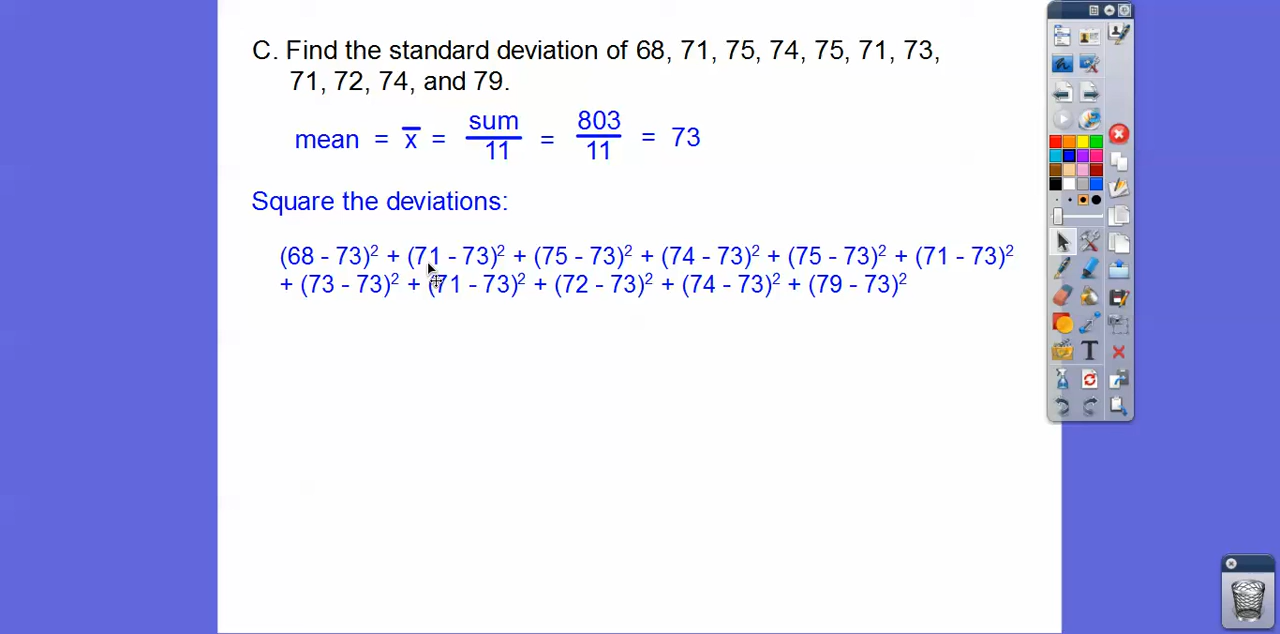 C. Find the standard deviation of 68, 71, 75, 74, 75, 71, 73,
71, 72, 74, and 79.
mean = x̅ = sum/11 = 803/11 = 73
Square the deviations:
(68 - 73)² + (71 - 73)² + (75 - 73)² + (74 - 73)² + (75 - 73)² + (71 - 73)²
+ (73 - 73)² + (71 - 73)² + (72 - 73)² + (74 - 73)² + (79 - 73)²
T